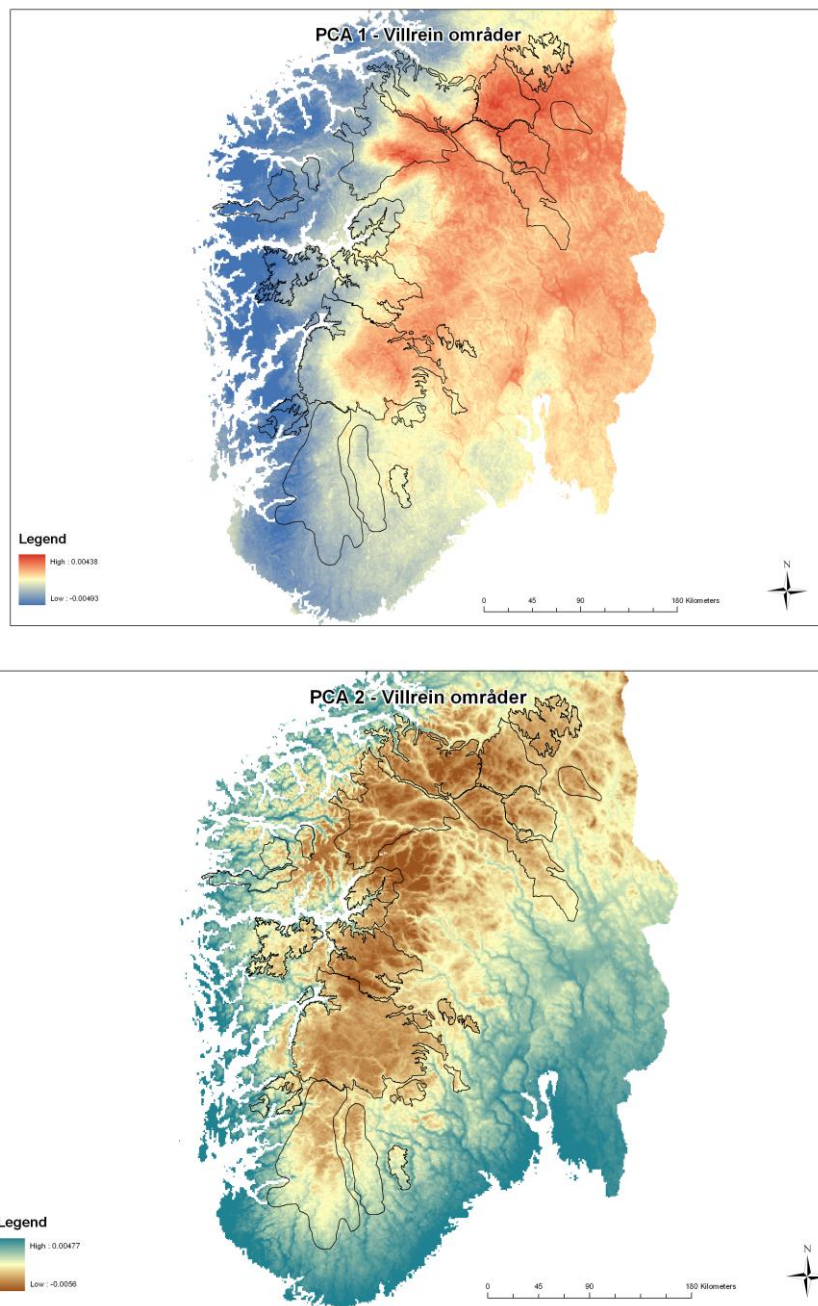 PCA 1 - Villrein områder
Legend
High : 0.00438
Low : -0.00493
0 45 90 180 Kilometers
N
PCA 2 - Villrein områder
Legend
High : 0.00477
Low : -0.0056
0 45 90 180 Kilometers
N